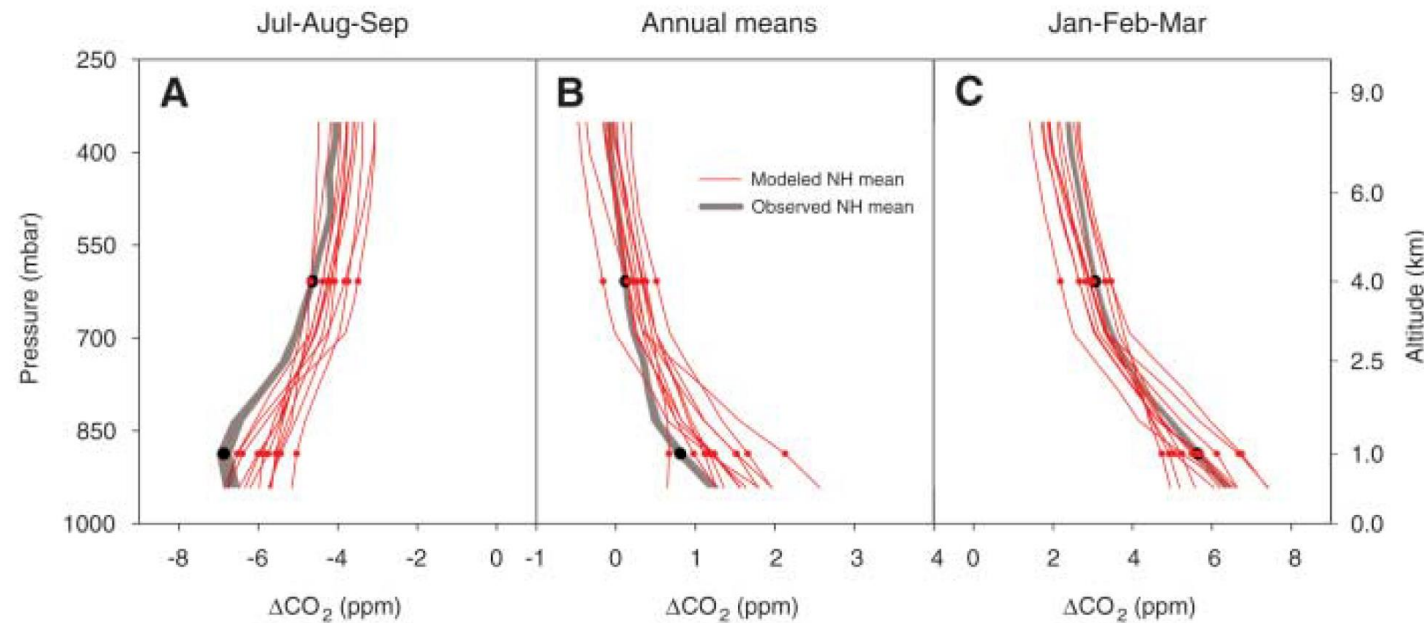 Jul-Aug-Sep
Annual means
Jan-Feb-Mar
A
B
C
250
400
550
700
850
1000
Pressure (mbar)
Modeled NH mean
Observed NH mean
9.0
6.0
4.0
2.5
1.0
0.0
Altitude (km)
-8 -6 -4 -2 0
-1 0 1 2 3 4
0 2 4 6 8
ΔCO₂ (ppm)
ΔCO₂ (ppm)
ΔCO₂ (ppm)